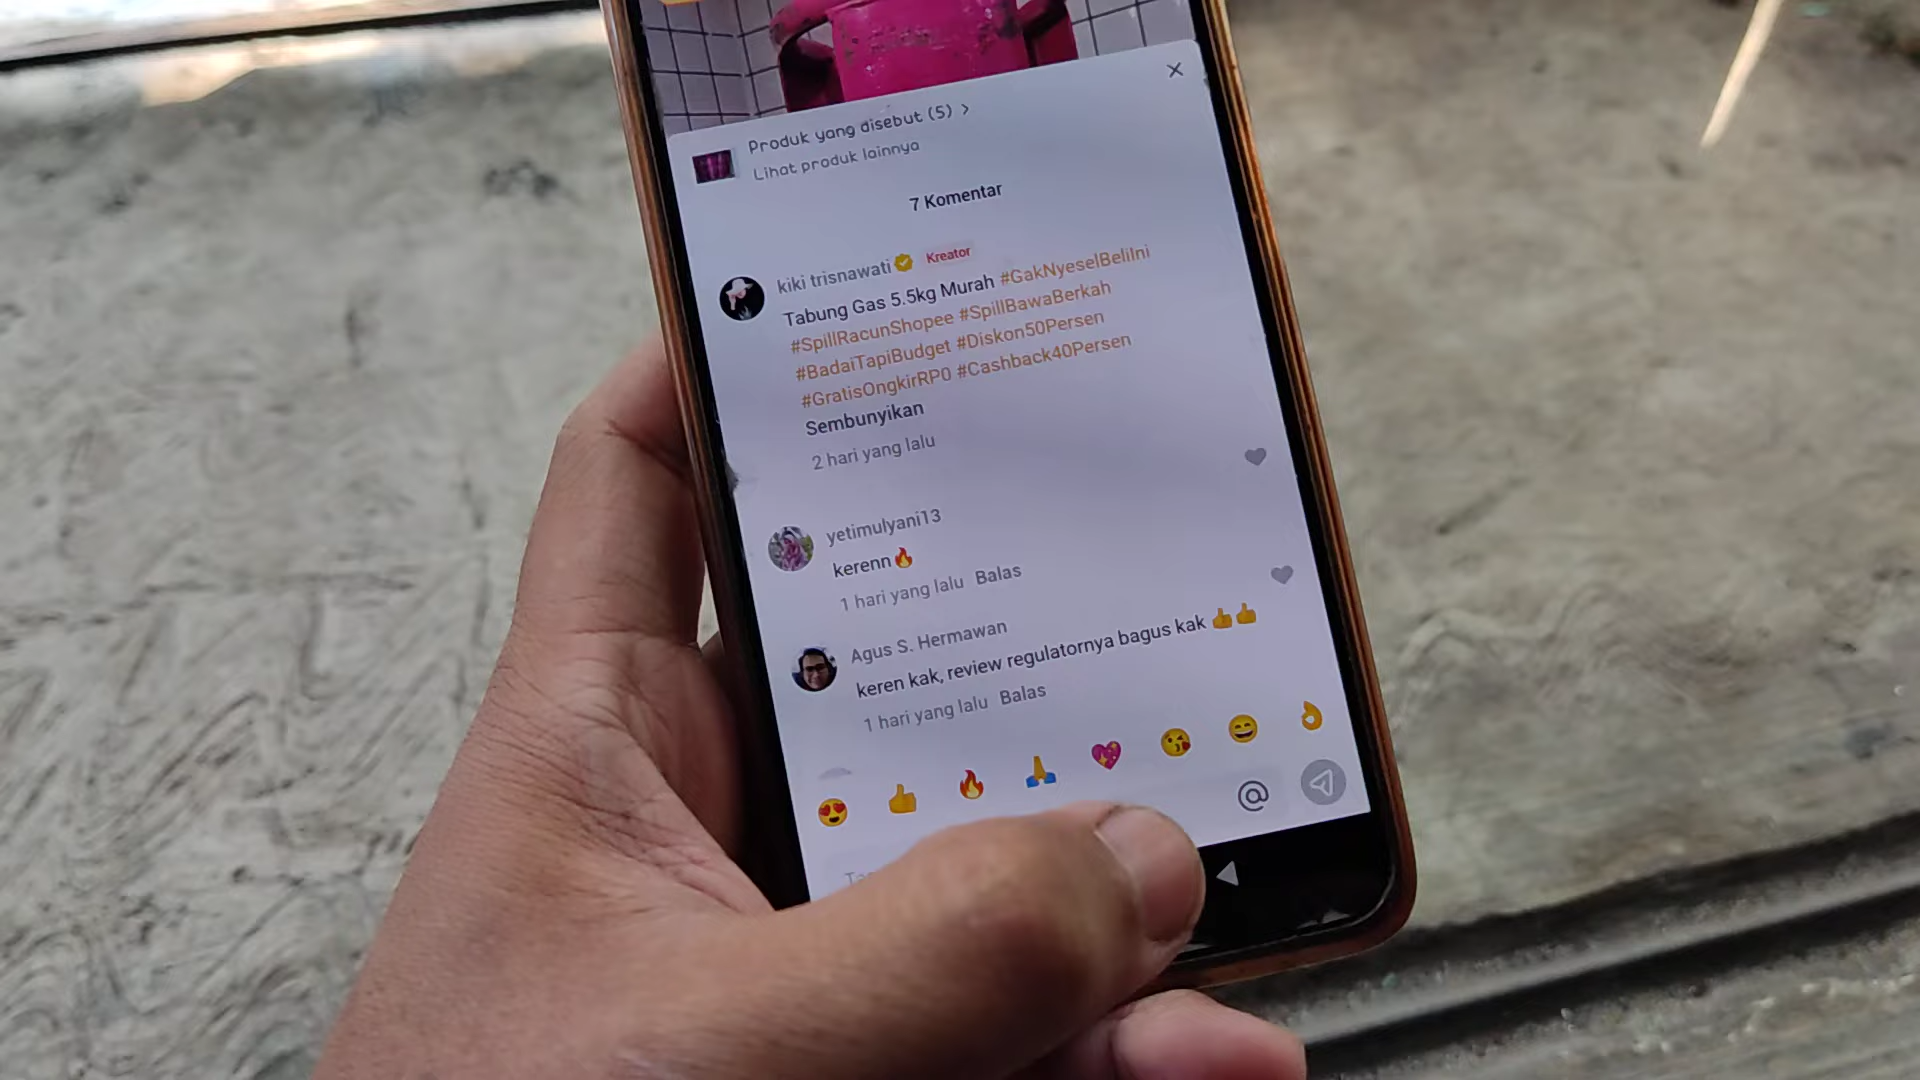 Produk yang disebut (5) >
Lihat produk lainnya
7 Komentar
kiki trisnawati Kreator
Tabung Gas 5.5kg Murah #GakNyeselBeliIni
#SpillRacunShopee #SpillBawaBerkah
#BadaiTapiBudget #Diskon50Persen
#GratisOngkirRP0 #Cashback40Persen
Sembunyikan
2 hari yang lalu
yetimulyani13
kerenn🔥
1 hari yang lalu Balas
Agus S. Hermawan
keren kak, review regulatornya bagus kak 👍👍
1 hari yang lalu Balas
@